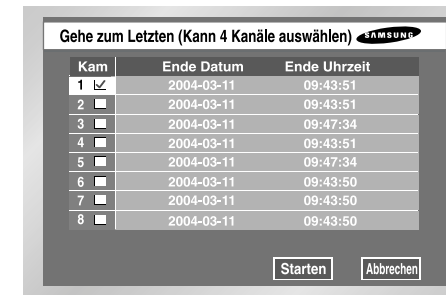 Gehe zum Letzten (Kann 4 Kanäle auswählen) SAMSUNG
Kam Ende Datum Ende Uhrzeit
1 2004-03-11 09:43:51
2 2004-03-11 09:43:51
3 2004-03-11 09:47:34
4 2004-03-11 09:43:51
5 2004-03-11 09:47:34
6 2004-03-11 09:43:50
7 2004-03-11 09:43:50
8 2004-03-11 09:43:50
Starten Abbrechen